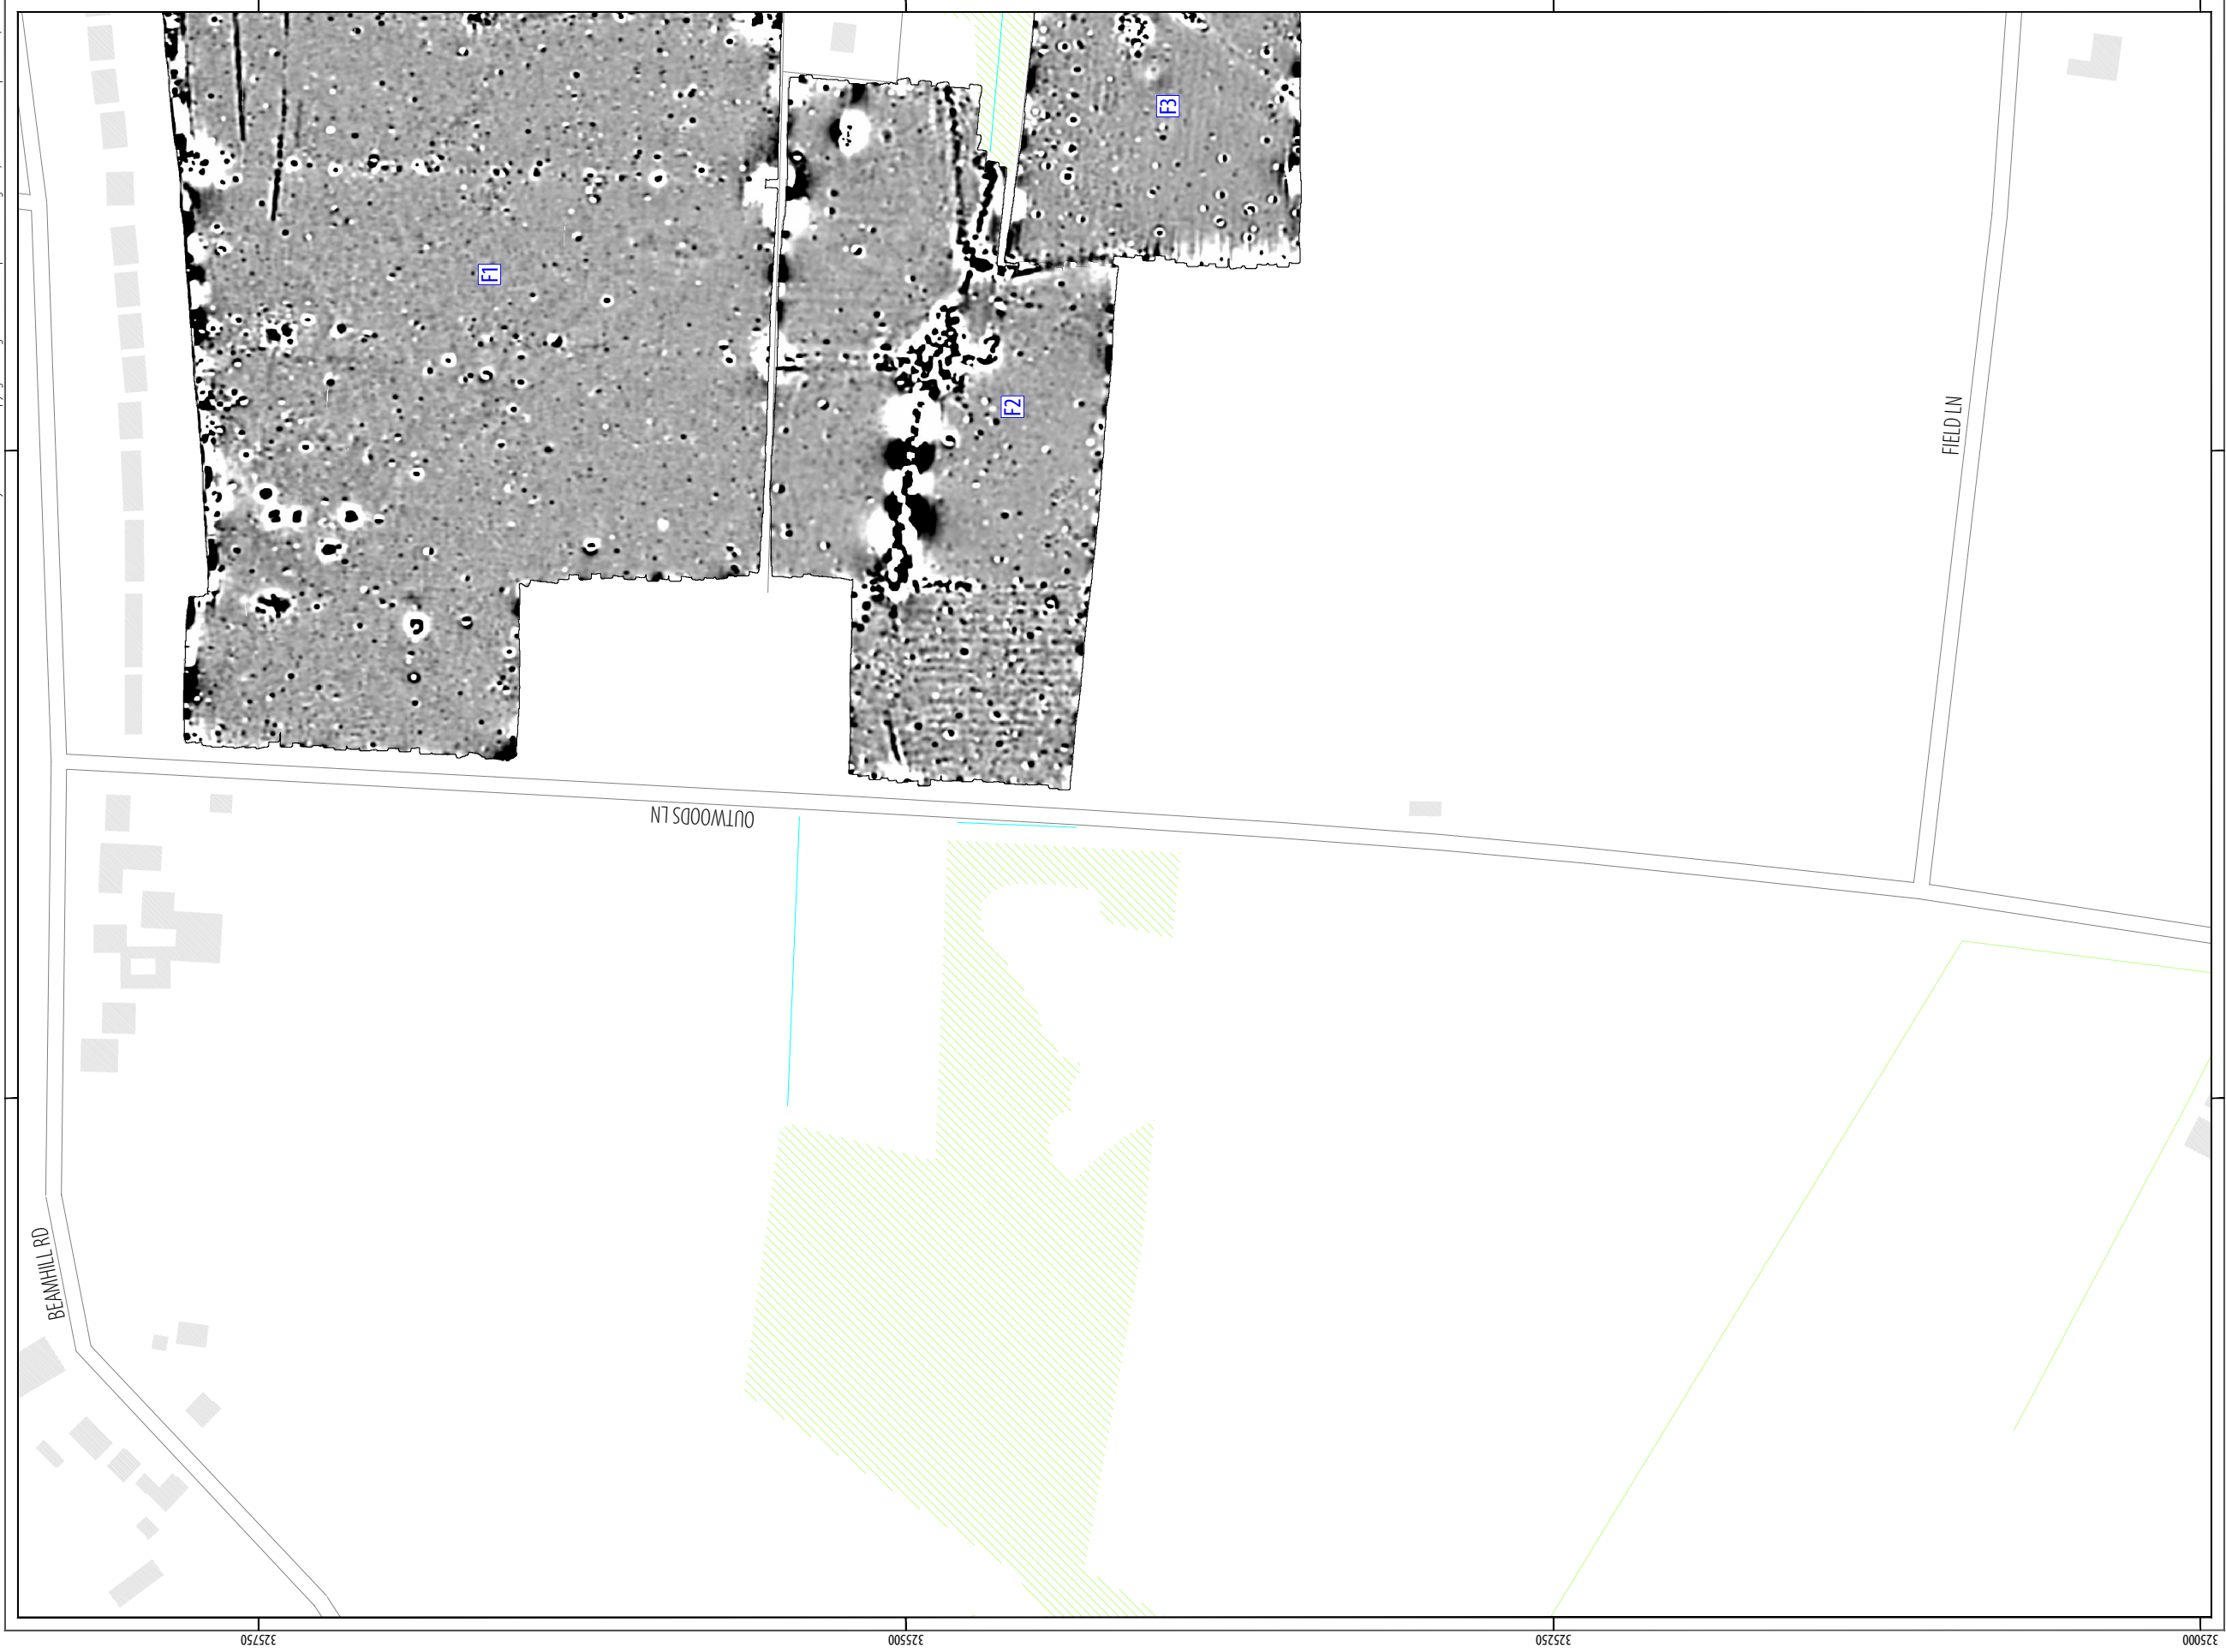 F3
F1
F2
FIELD LN
OUTWOODS LN
BEAMHILL RD
325750
325500
325250
325000